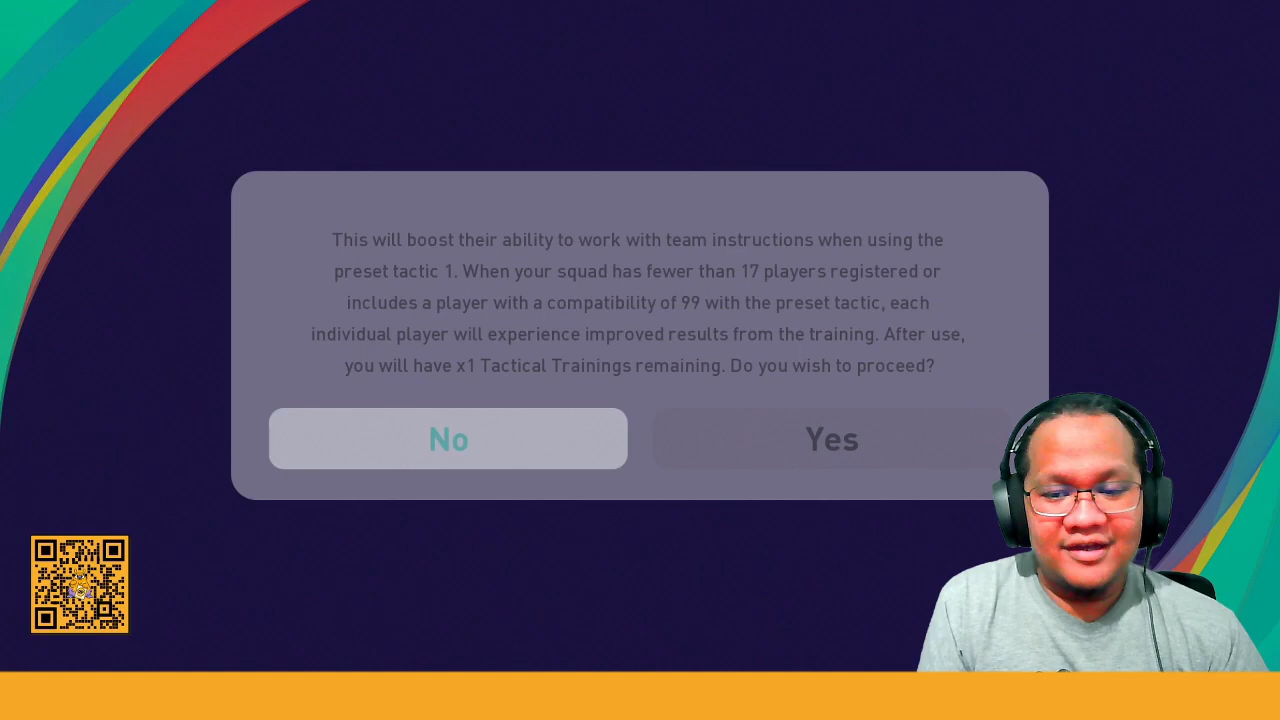 This will boost their ability to work with team instructions when using the
preset tactic 1. When your squad has fewer than 17 players registered or
includes a player with a compatibility of 99 with the preset tactic, each
individual player will experience improved results from the training. After use,
you will have x1 Tactical Trainings remaining. Do you wish to proceed?
No
Yes